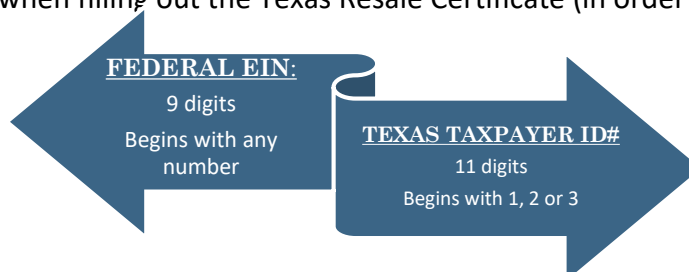 when filling out the Texas Resale Certificate (in order
FEDERAL EIN:
9 digits
Begins with any
number
TEXAS TAXPAYER ID#
11 digits
Begins with 1, 2 or 3